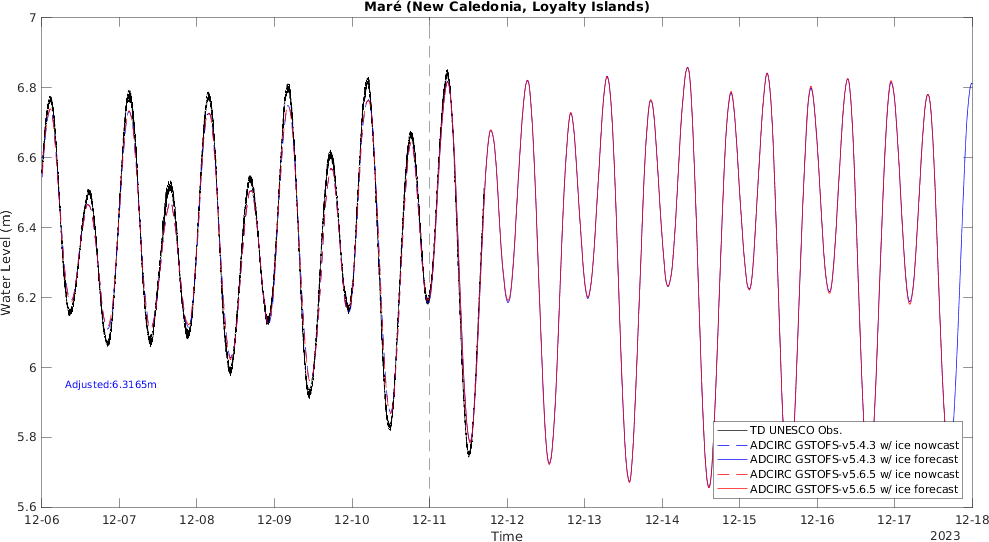 Maré (New Caledonia, Loyalty Islands)
7
6.8
6.6
6.4
6.2
6
5.8
5.6
Water Level (m)
Adjusted:6.3165m
TD UNESCO Obs.
ADCIRC GSTOFS-v5.4.3 w/ ice nowcast
ADCIRC GSTOFS-v5.4.3 w/ ice forecast
ADCIRC GSTOFS-v5.6.5 w/ ice nowcast
ADCIRC GSTOFS-v5.6.5 w/ ice forecast
12-06 12-07 12-08 12-09 12-10 12-11 12-12 12-13 12-14 12-15 12-16 12-17 12-18
Time
2023